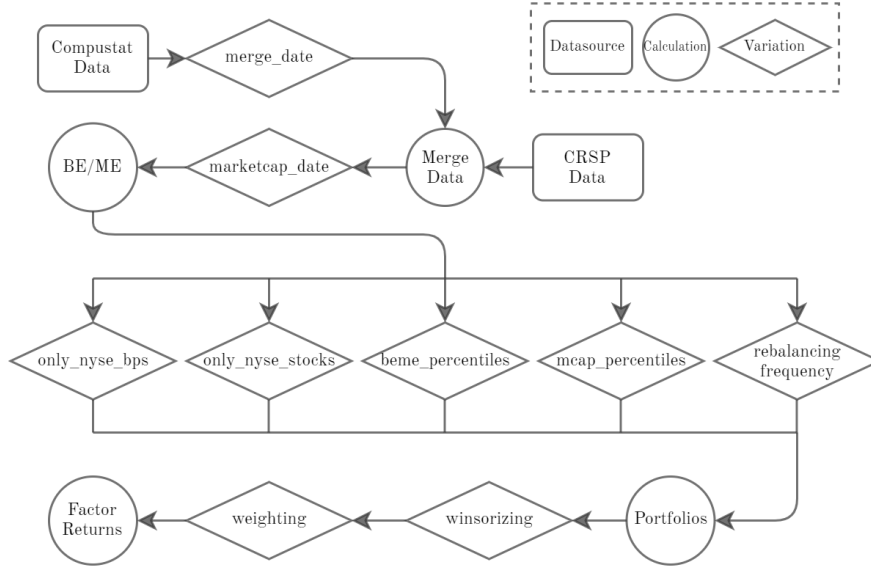 Compustat
Data
merge_date
Datasource
Calculation
Variation
BE/ME
marketcap_date
Merge
Data
CRSP
Data
only_nyse_bps
only_nyse_stocks
beme_percentiles
mcap_percentiles
rebalancing
frequency
Factor
Returns
weighting
winsorizing
Portfolios